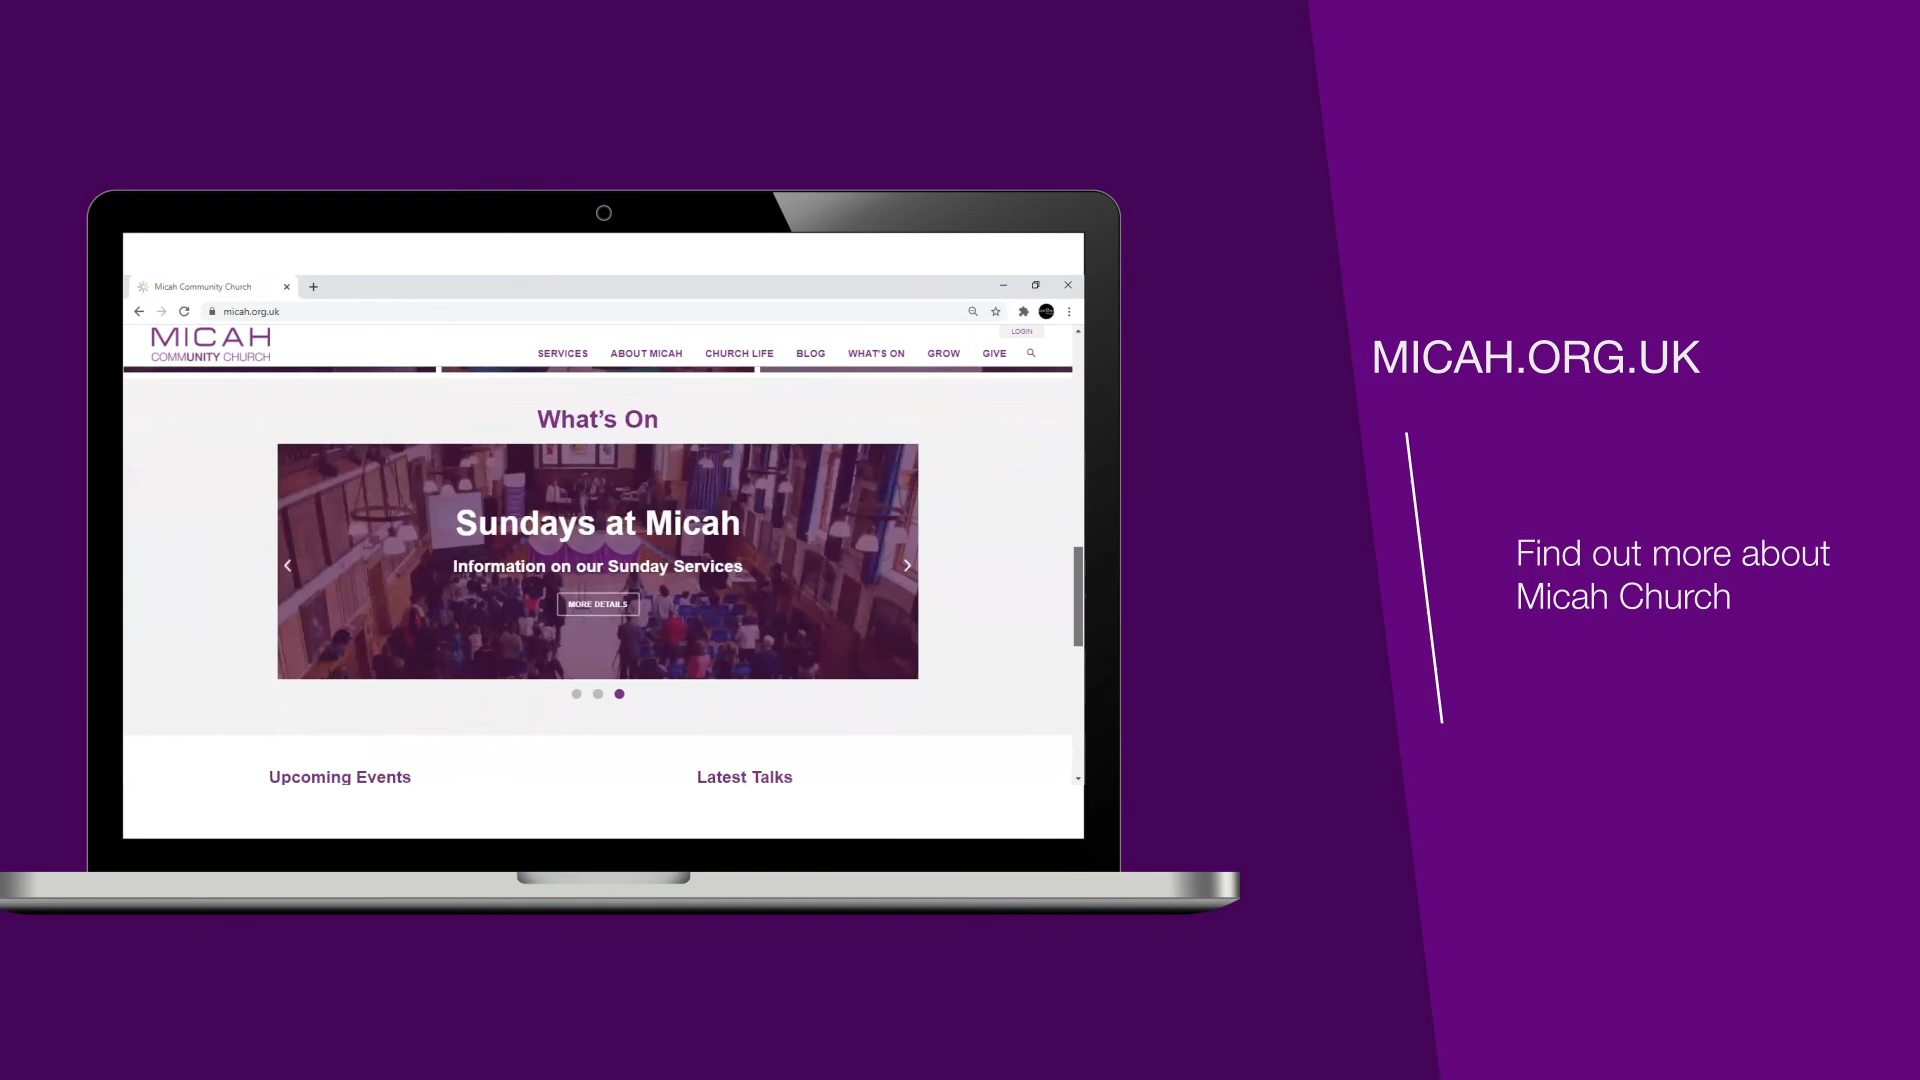 Micah Community Church
micah.org.uk
MICAH
COMMUNITY CHURCH
LOGIN
SERVICES ABOUT MICAH CHURCH LIFE BLOG WHAT'S ON GROW GIVE
What's On
Sundays at Micah
Information on our Sunday Services
MORE DETAILS
Upcoming Events Latest Talks
MICAH.ORG.UK
Find out more about
Micah Church